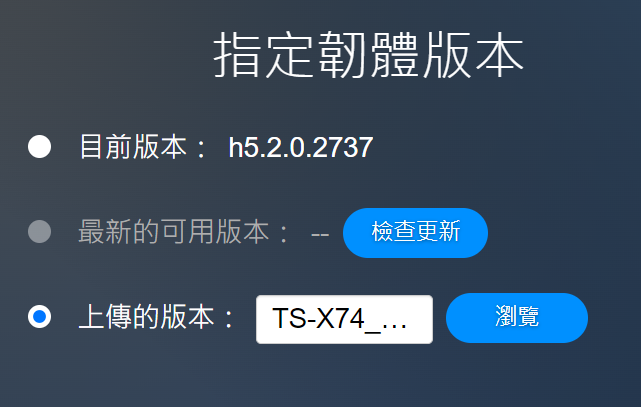 指定韌體版本
目前版本： h5.2.0.2737
最新的可用版本： -- 檢查更新
上傳的版本： TS-X74_... 瀏覽